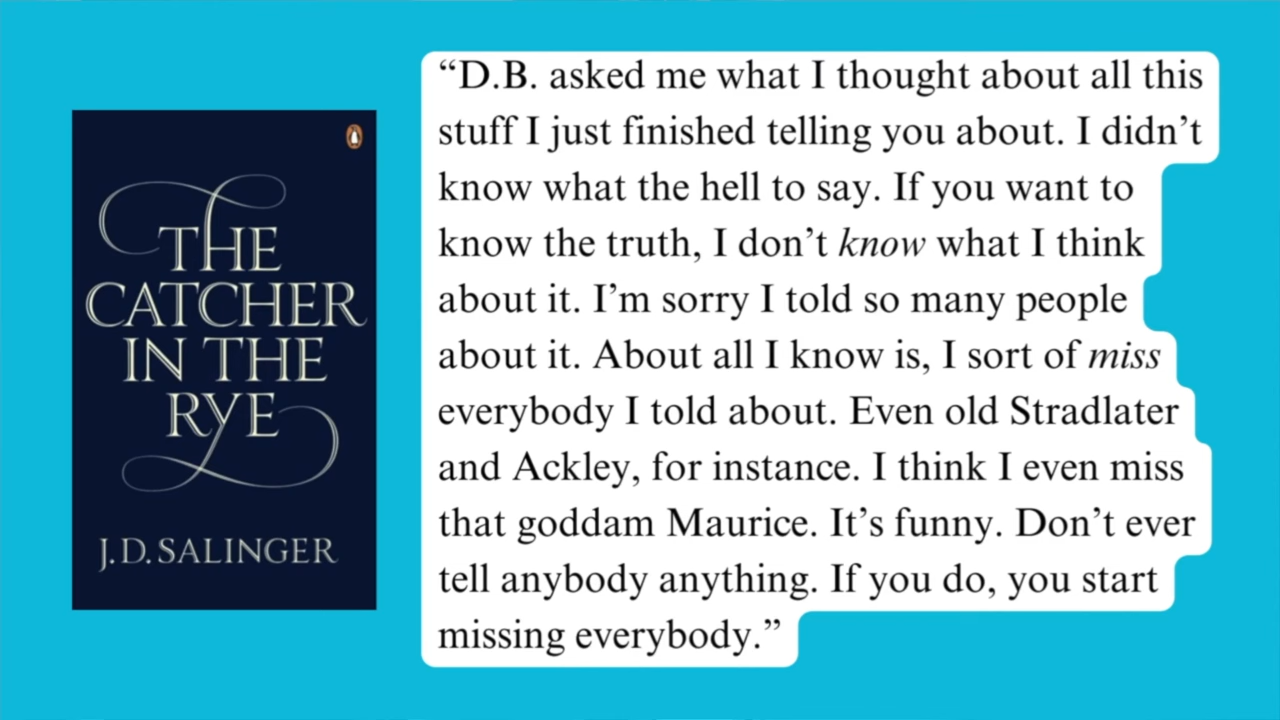 THE
CATCHER
IN THE
RYE
J.D. SALINGER
“D.B. asked me what I thought about all this
stuff I just finished telling you about. I didn’t
know what the hell to say. If you want to
know the truth, I don’t know what I think
about it. I’m sorry I told so many people
about it. About all I know is, I sort of miss
everybody I told about. Even old Stradlater
and Ackley, for instance. I think I even miss
that goddam Maurice. It’s funny. Don’t ever
tell anybody anything. If you do, you start
missing everybody.”